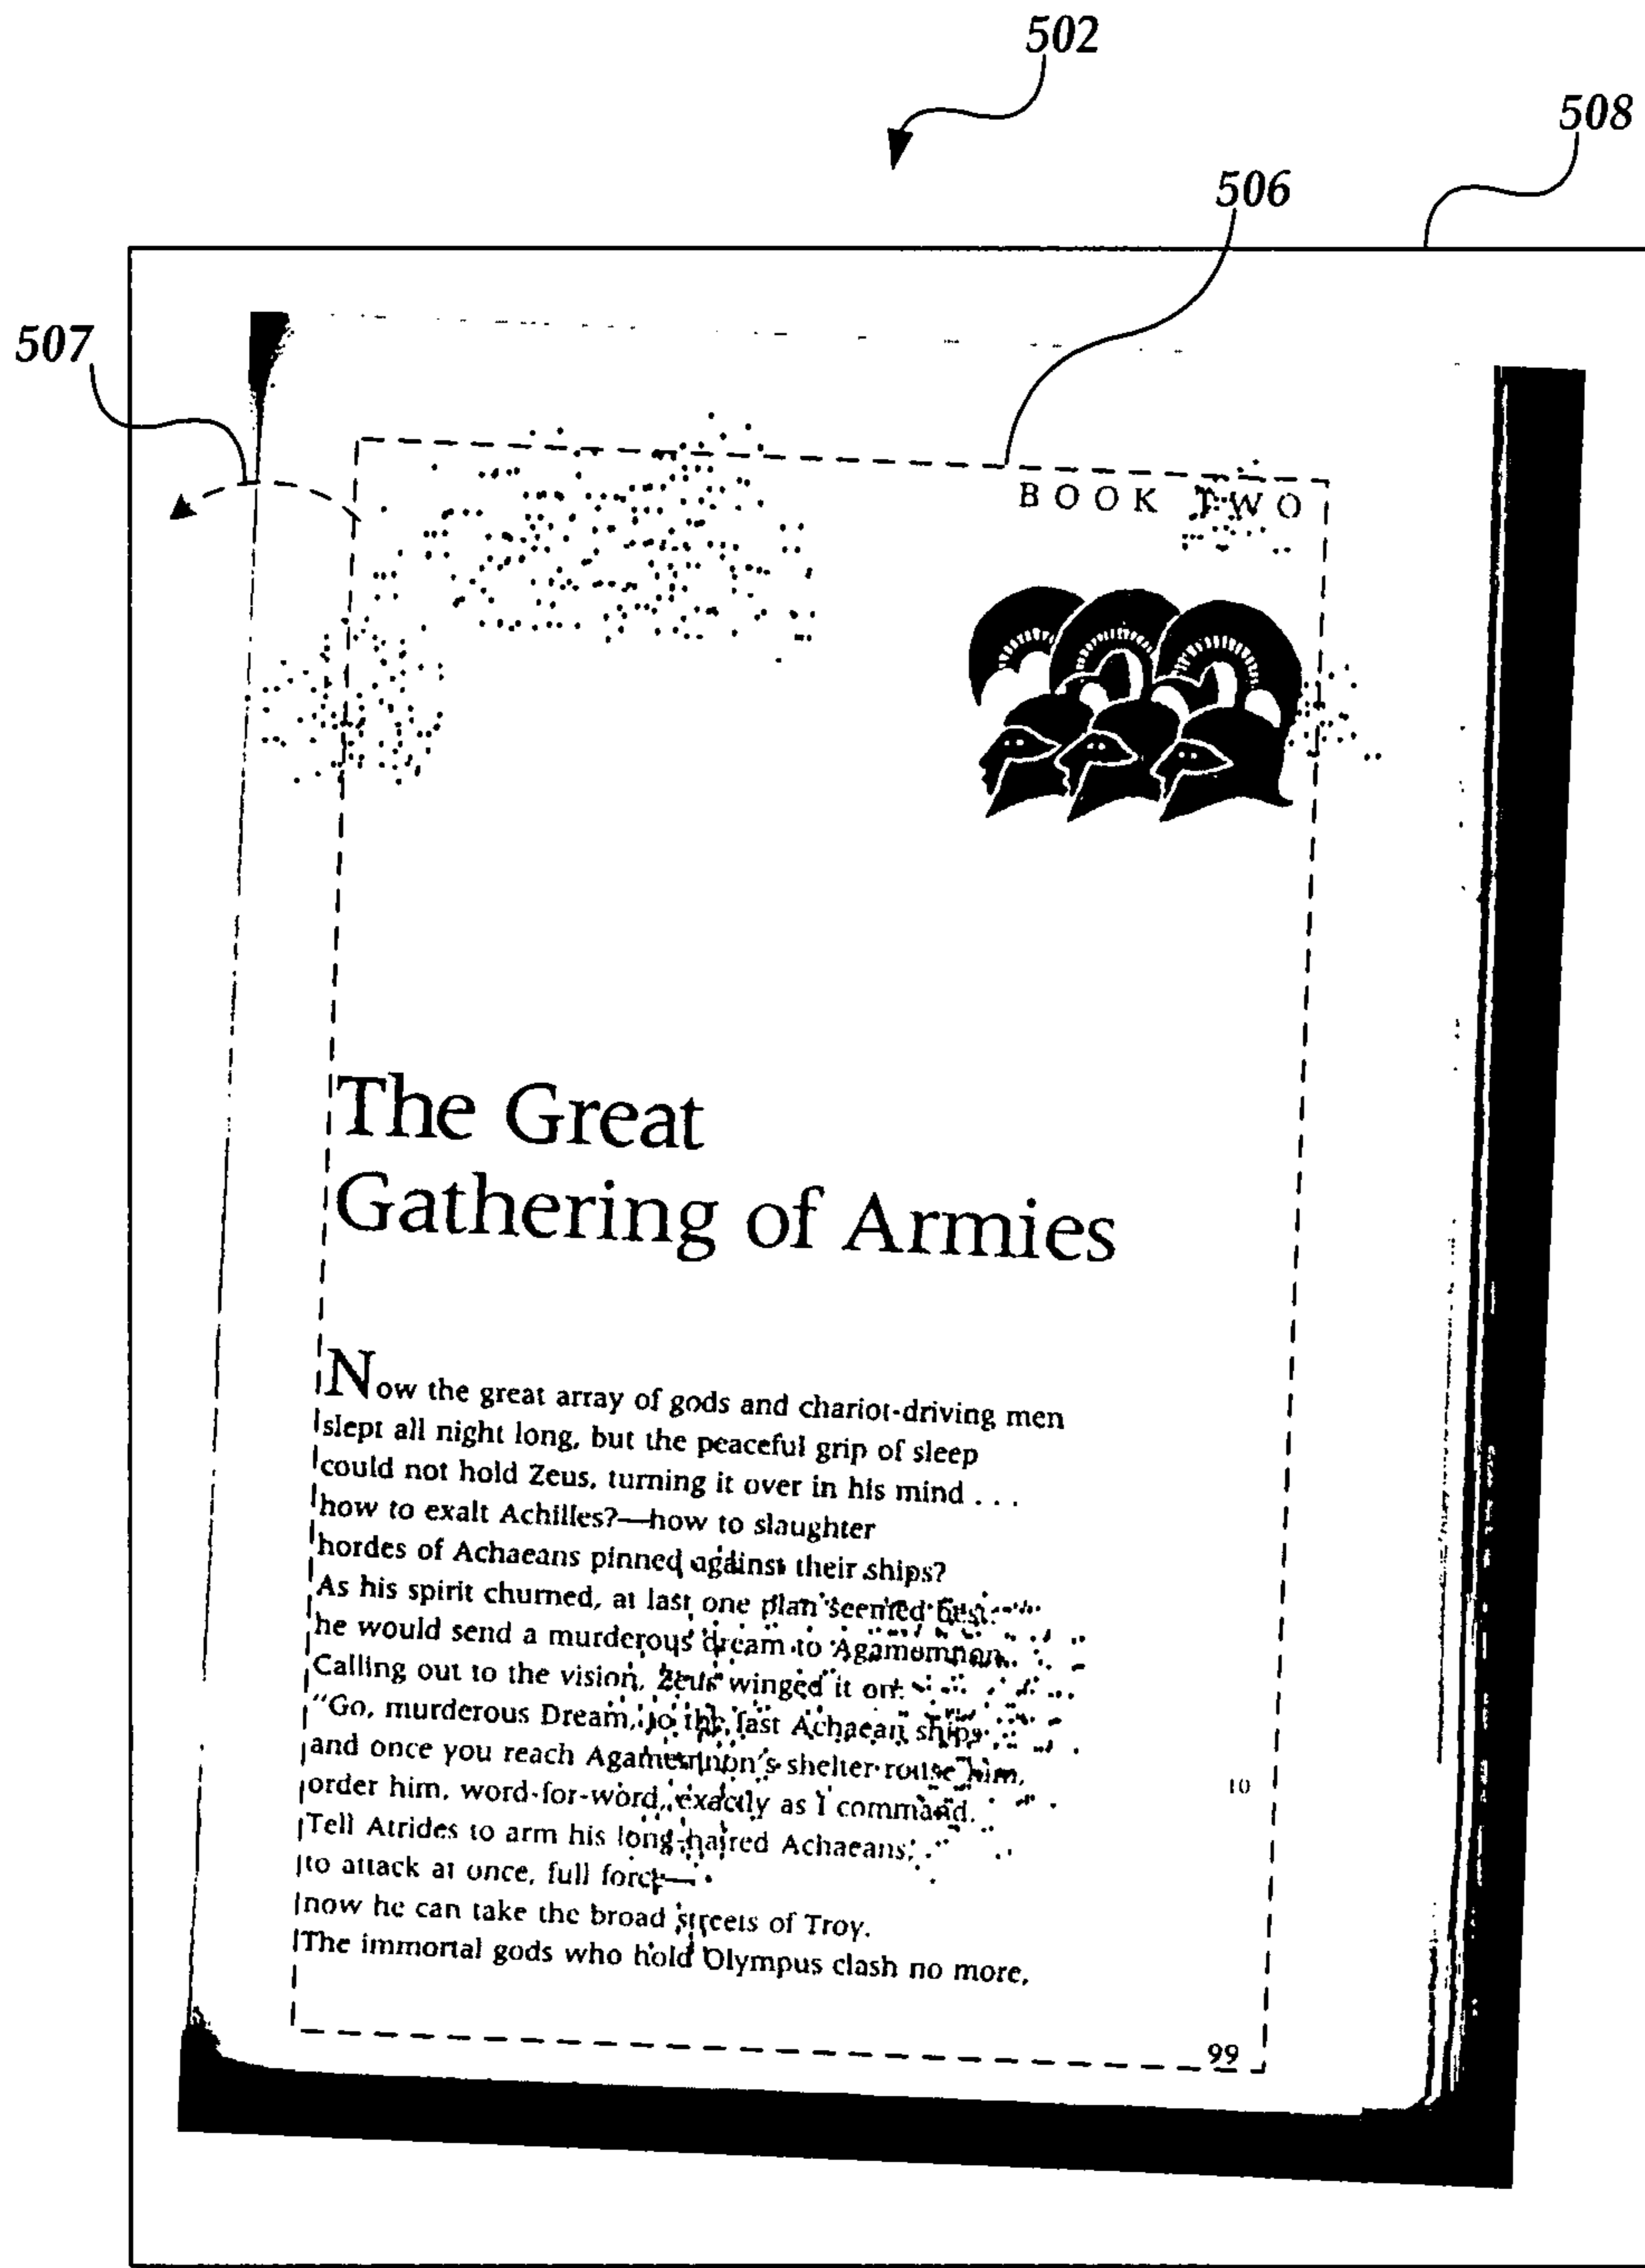 502
508
506
507
BOOK TWO
The Great
Gathering of Armies
Now the great array of gods and chariot-driving men
slept all night long, but the peaceful grip of sleep
could not hold Zeus, turning it over in his mind . . .
how to exalt Achilles?—how to slaughter
hordes of Achaeans pinned against their ships?
As his spirit churned, at last one plan seemed best:
he would send a murderous dream to Agamemnon.
Calling out to the vision, Zeus winged it on:
"Go, murderous Dream, to the fast Achaean ships
and once you reach Agamemnon's shelter rouse him,
order him, word-for-word, exactly as I command. 10
Tell Atrides to arm his long-haired Achaeans
to attack at once, full force—
now he can take the broad streets of Troy.
The immortal gods who hold Olympus clash no more,
99